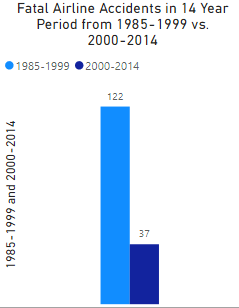 Fatal Airline Accidents in 14 Year
Period from 1985-1999 vs.
2000-2014
1985-1999 2000-2014
122
37
1985-1999 and 2000-2014